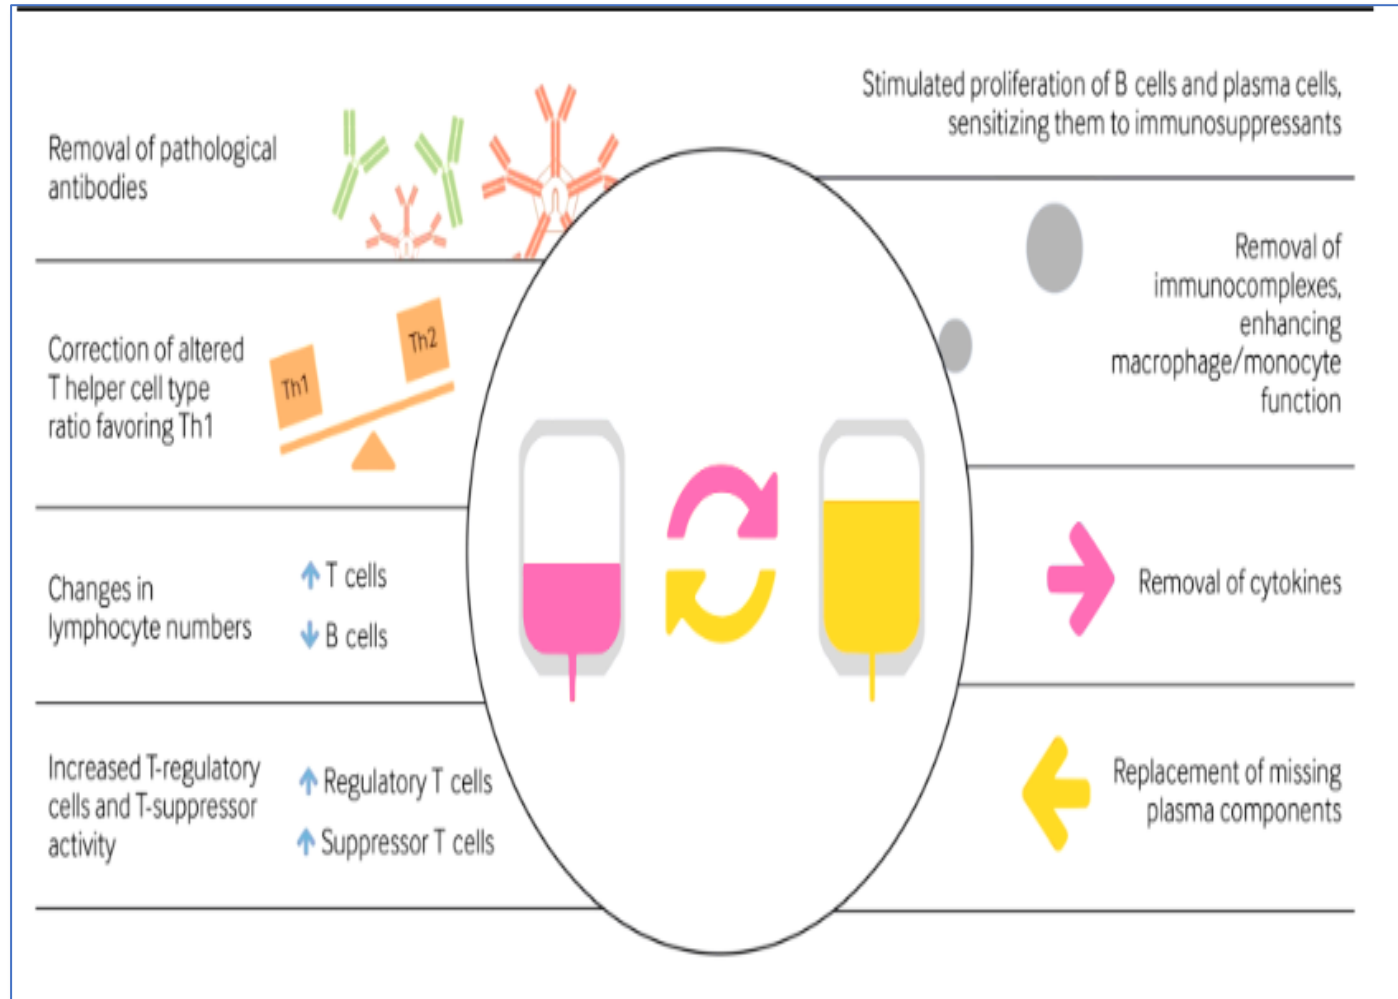 Removal of pathological
antibodies
Correction of altered
T helper cell type
ratio favoring Th1
Th1
Th2
Changes in
lymphocyte numbers
T cells
B cells
Increased T-regulatory
cells and T-suppressor
activity
Regulatory T cells
Suppressor T cells
Stimulated proliferation of B cells and plasma cells,
sensitizing them to immunosuppressants
Removal of
immunocomplexes,
enhancing
macrophage/monocyte
function
Removal of cytokines
Replacement of missing
plasma components